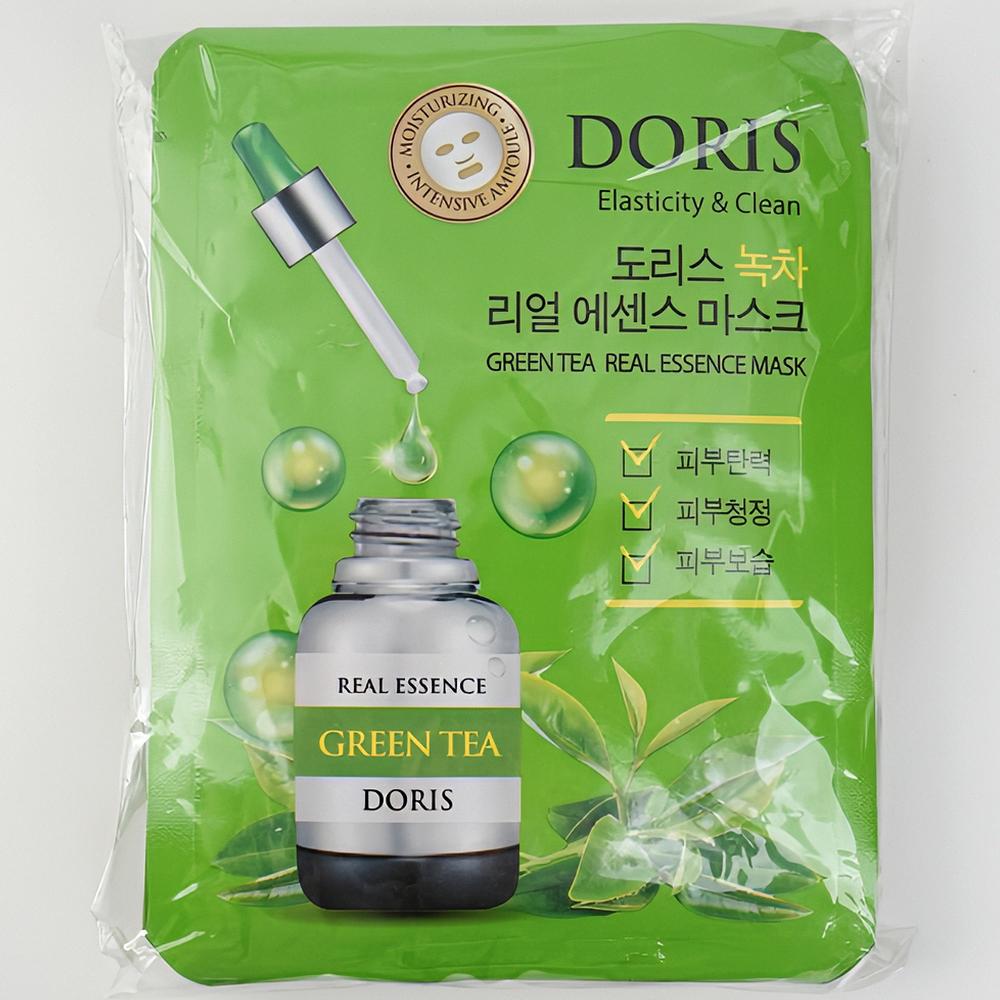 MOISTURIZING • INTENSIVE AMPOULE •
DORIS
Elasticity & Clean
도리스 녹차
리얼 에센스 마스크
GREEN TEA REAL ESSENCE MASK
피부탄력
피부청정
피부보습
REAL ESSENCE
GREEN TEA
DORIS